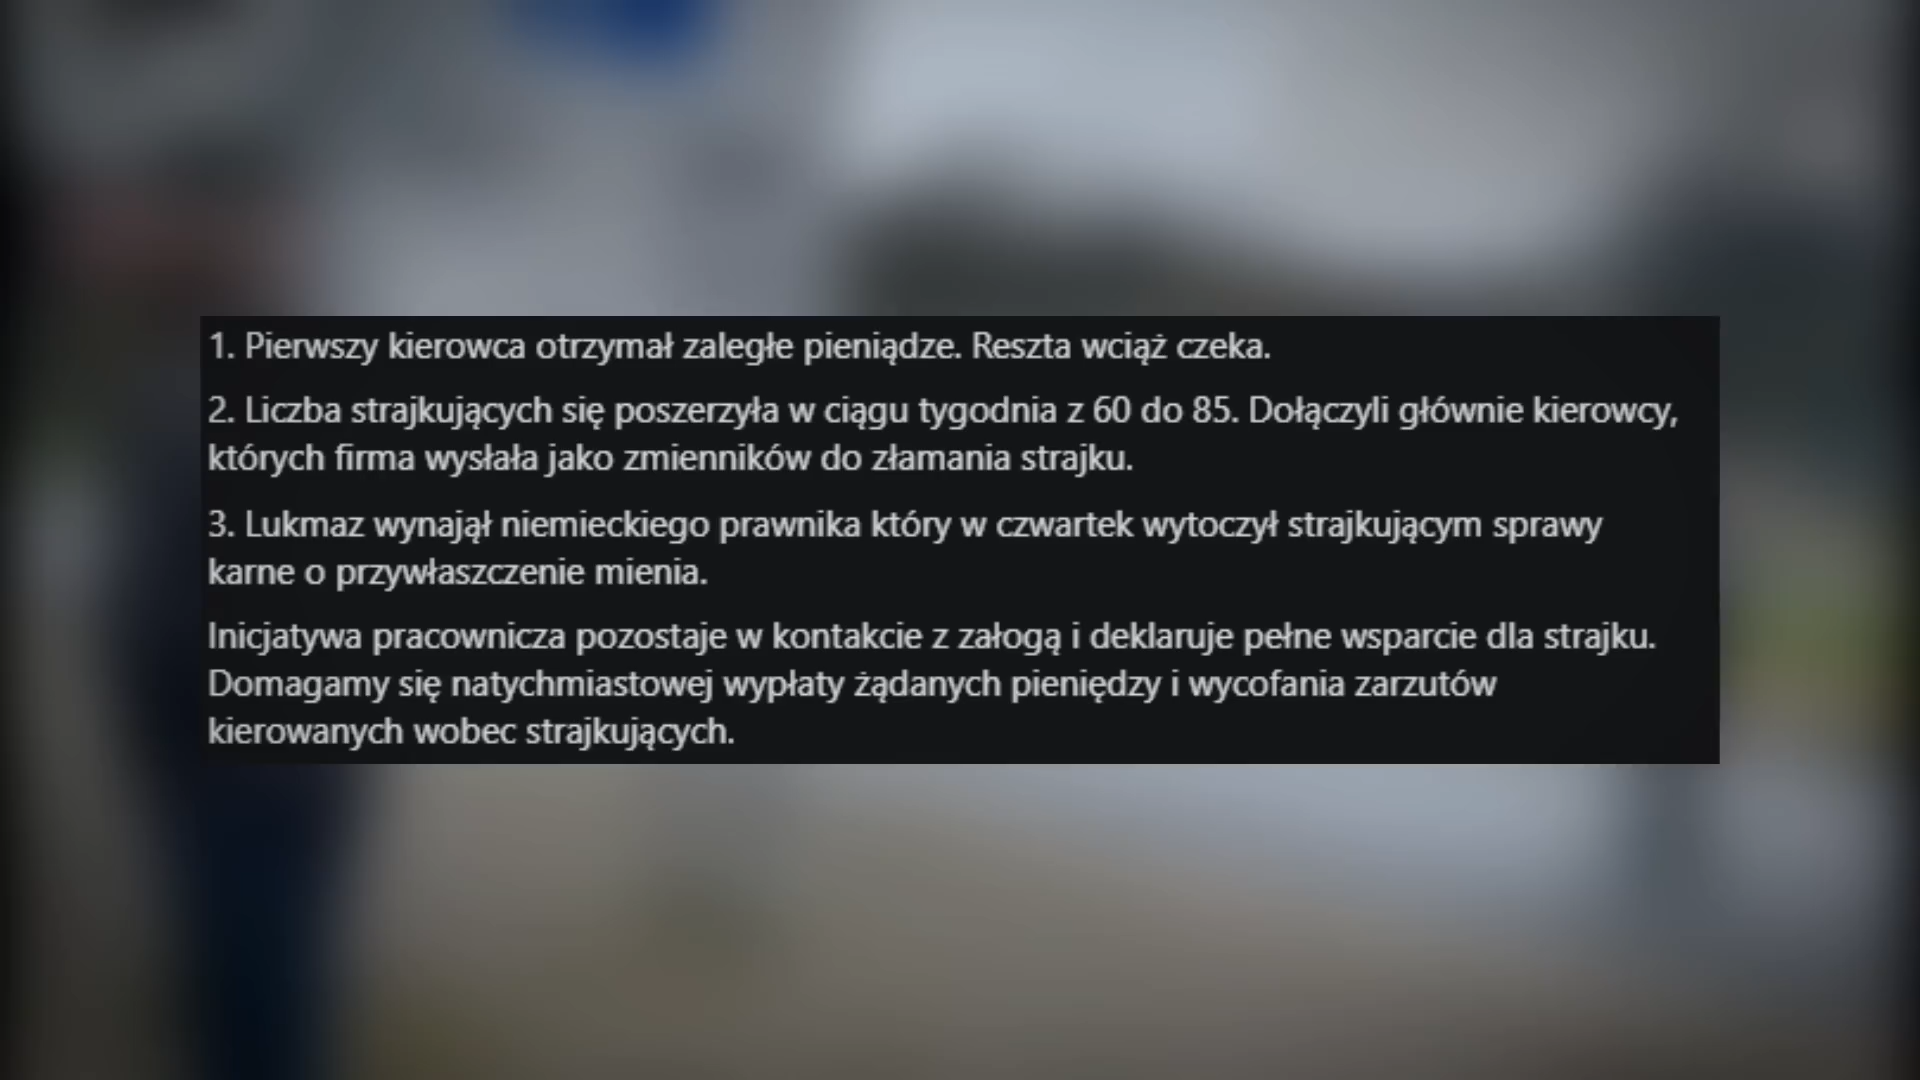 1. Pierwszy kierowca otrzymał zaległe pieniądze. Reszta wciąż czeka.
2. Liczba strajkujących się poszerzyła w ciągu tygodnia z 60 do 85. Dołączyli głównie kierowcy,
których firma wysłała jako zmienników do złamania strajku.
3. Lukmaz wynajął niemieckiego prawnika który w czwartek wytoczył strajkującym sprawy
karne o przywłaszczenie mienia.
Inicjatywa pracownicza pozostaje w kontakcie z załogą i deklaruje pełne wsparcie dla strajku.
Domagamy się natychmiastowej wypłaty żądanych pieniędzy i wycofania zarzutów
kierowanych wobec strajkujących.